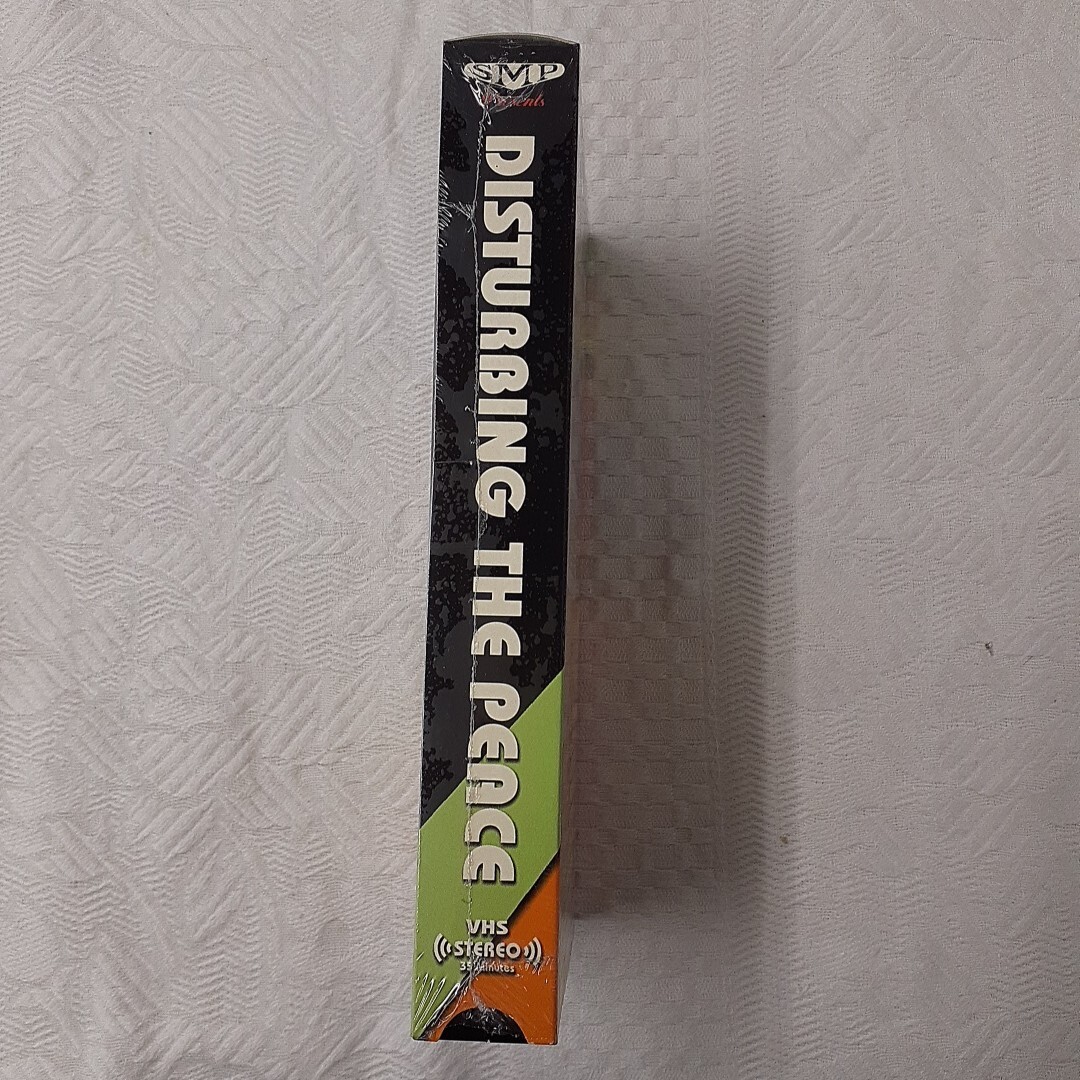 SMP
Presents
DISTURBING THE PEACE
VHS
STEREO
35 minutes